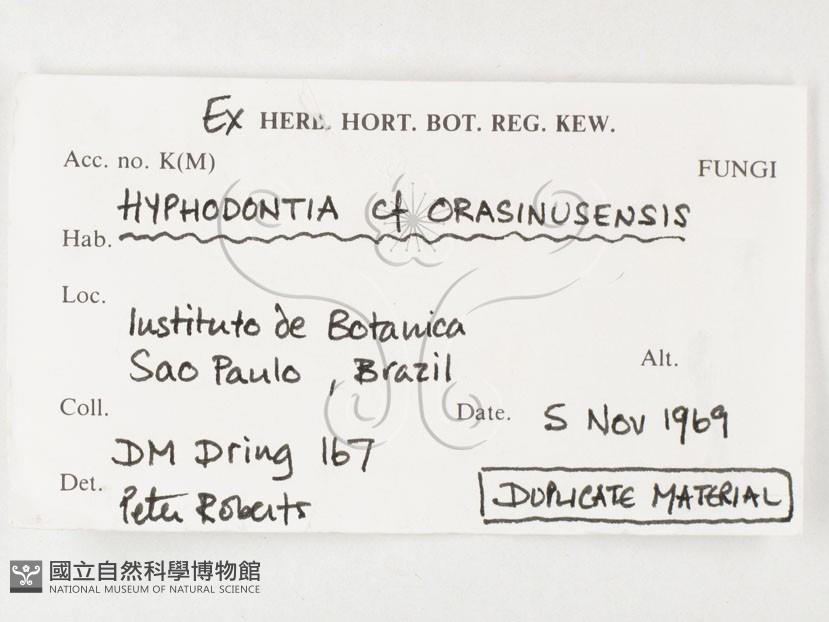 Ex HERB. HORT. BOT. REG. KEW.
Acc. no. K(M)
FUNGI
HYPHODONTIA cf ORASINUSENSIS
Hab.
Loc.
Instituto de Botanica
Sao Paulo, Brazil
Alt.
Coll.
Date. 5 Nov 1969
DM Dring 167
Det.
Peter Roberts
DUPLICATE MATERIAL
國立自然科學博物館
NATIONAL MUSEUM OF NATURAL SCIENCE